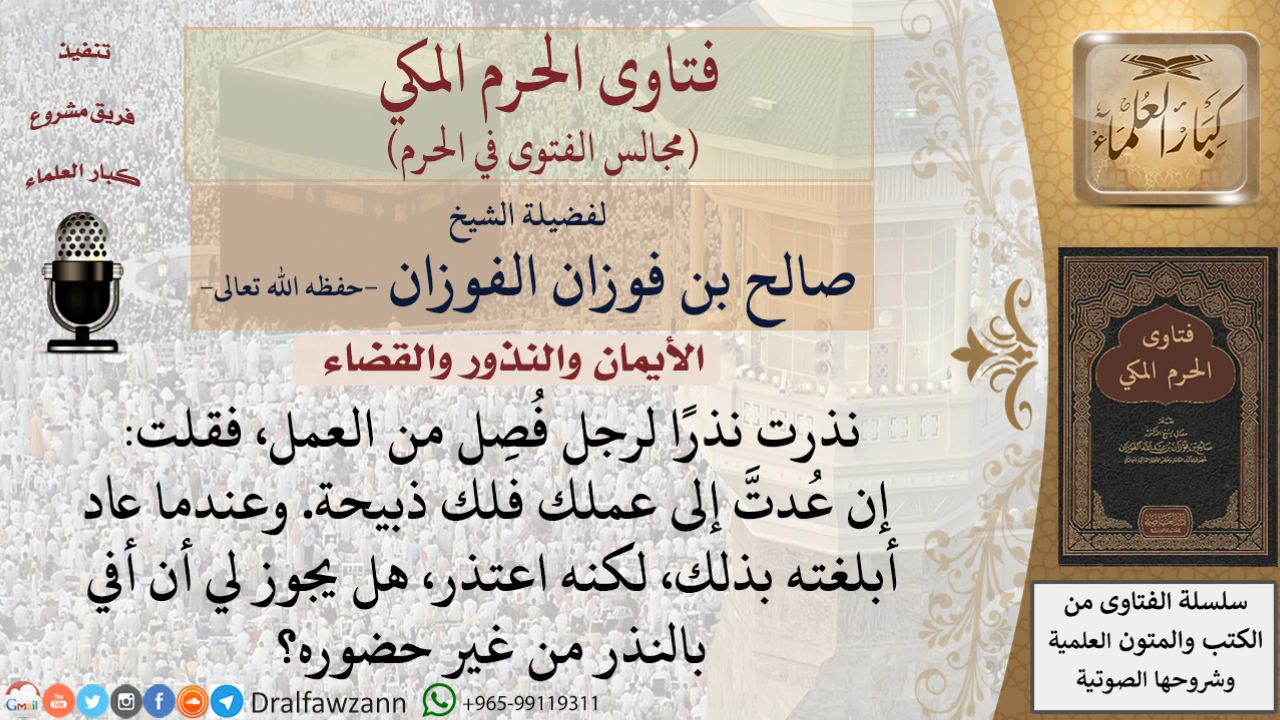 فتاوى الحرم المكي
(مجالس الفتوى في الحرم)
لفضيلة الشيخ
صالح بن فوزان الفوزان -حفظه الله تعالى-
الأيمان والنذور والقضاء
نذرت نذرًا لرجل فُصِل من العمل، فقلت:
إن عُدتَّ إلى عملك فلك ذبيحة. وعندما عاد
أبلغته بذلك، لكنه اعتذر، هل يجوز لي أن أفي
بالنذر من غير حضوره؟
تنفيذ
فريق مشروع
كبار العلماء
كبار العلماء
فتاوى
الحرم المكي
سلسلة الفتاوى من
الكتب والمتون العلمية
وشروحها الصوتية
Gmail
You Tube
Dralfawzann
+965-99119311